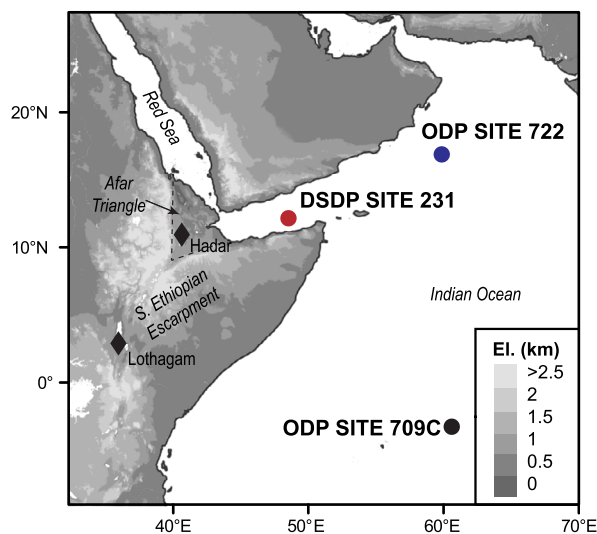 20°N
10°N
0°
Red Sea
ODP SITE 722
Afar
Triangle
DSDP SITE 231
Hadar
S. Ethiopian
Escarpment
Indian Ocean
Lothagam
El. (km)
>2.5
2
1.5
1
0.5
0
ODP SITE 709C
40°E
50°E
60°E
70°E